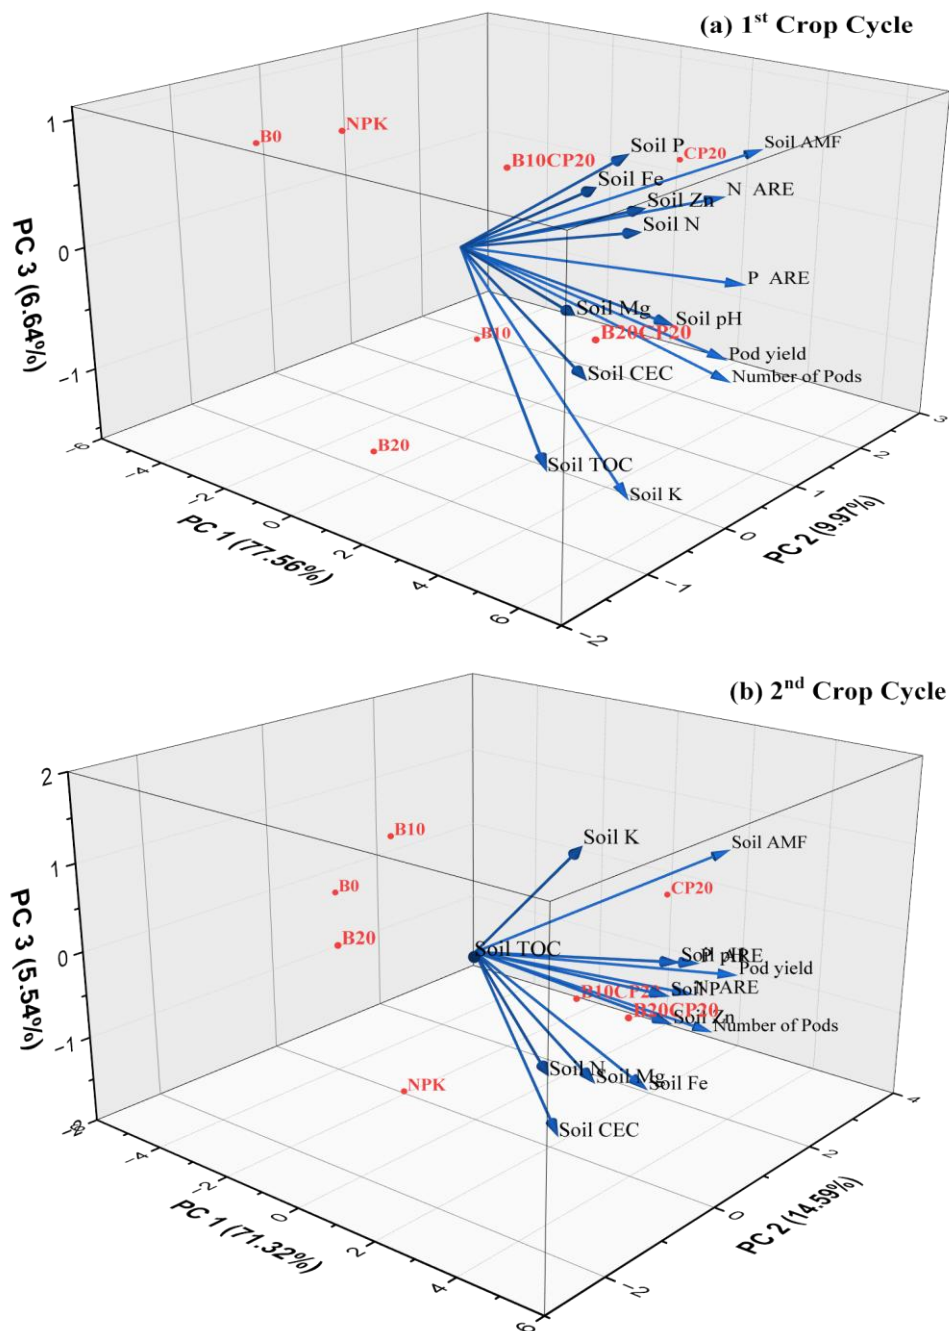 (a) 1st Crop Cycle
1
B0
NPK
Soil P
Soil AMF
B10CP20
CP20
Soil Fe
N ARE
Soil Zn
Soil N
0
PC 3 (6.64%)
P ARE
Soil Mg
Soil pH
B10
B20CP20
Pod yield
Soil CEC
Number of Pods
−1
B20
Soil TOC
Soil K
−6
−4
−2
0
2
4
6
PC 1 (77.56%)
−2
−1
0
1
2
3
PC 2 (9.97%)
(b) 2nd Crop Cycle
2
B10
Soil K
Soil AMF
1
B0
CP20
B20
Soil TOC
Soil pH
P ARE
Pod yield
0
PC 3 (5.54%)
B10CP20
Soil P
N ARE
B20CP20
Soil Zn
Number of Pods
−1
NPK
Soil N
Soil Mg
Soil Fe
Soil CEC
−4
−2
0
2
4
6
PC 1 (71.32%)
−2
0
2
4
PC 2 (14.59%)